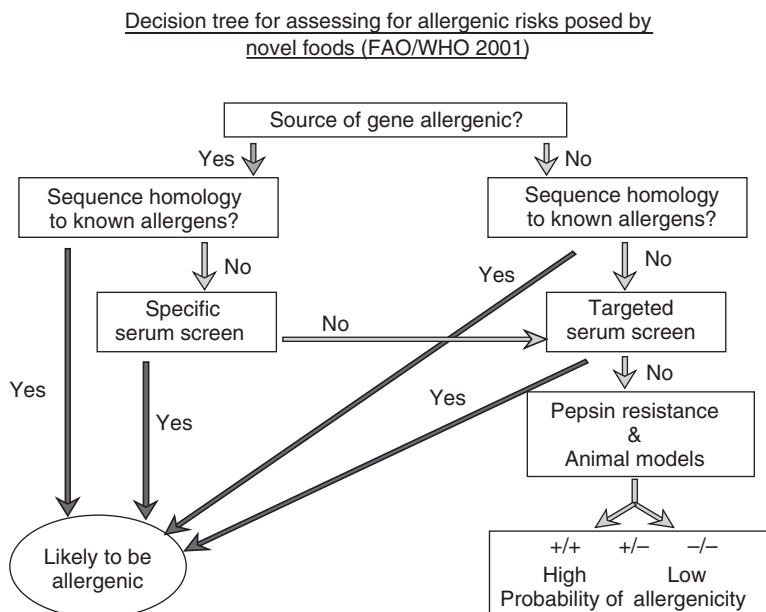 Decision tree for assessing for allergenic risks posed by
novel foods (FAO/WHO 2001)
Source of gene allergenic?
Yes
No
Sequence homology
to known allergens?
Sequence homology
to known allergens?
No
Yes
No
Specific
serum screen
No
Targeted
serum screen
Yes
Yes
Yes
No
Pepsin resistance
&
Animal models
Likely to be
allergenic
+/+ +/– –/–
High Low
Probability of allergenicity